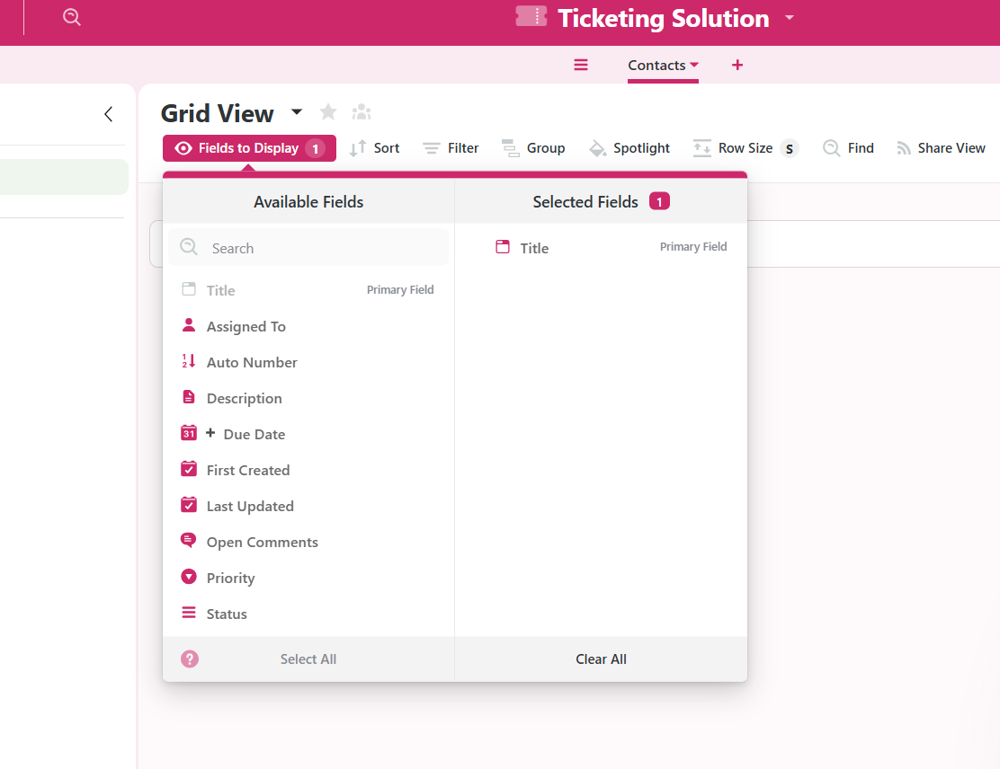 Ticketing Solution
Contacts
+
Grid View
Fields to Display 1 Sort Filter Group Spotlight Row Size S Find Share View
Available Fields
Selected Fields 1
Search
Title Primary Field
Assigned To
Auto Number
Description
31 + Due Date
First Created
Last Updated
Open Comments
Priority
Status
? Select All
Title Primary Field
Clear All